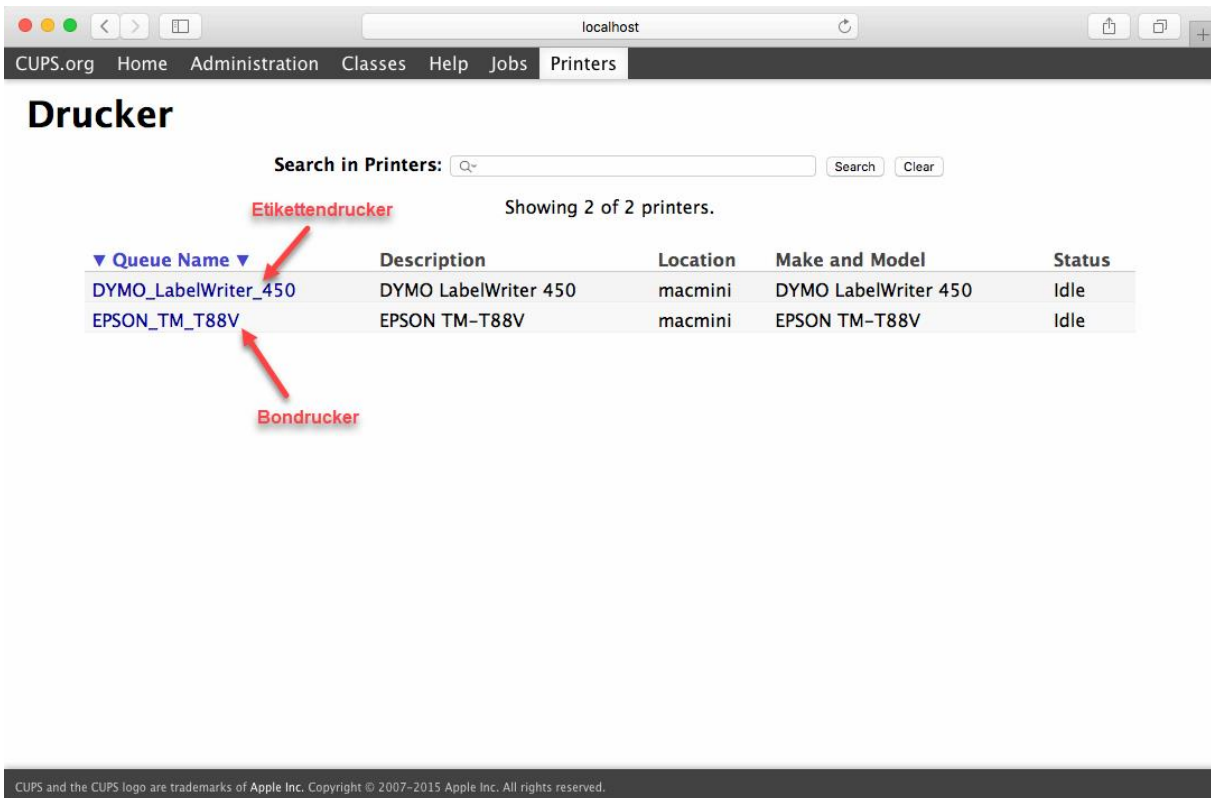 localhost
CUPS.org Home Administration Classes Help Jobs Printers
Drucker
Search in Printers: Search Clear
Etikettendrucker Showing 2 of 2 printers.
▼ Queue Name ▼ Description Location Make and Model Status
DYMO_LabelWriter_450 DYMO LabelWriter 450 macmini DYMO LabelWriter 450 Idle
EPSON_TM_T88V EPSON TM-T88V macmini EPSON TM-T88V Idle
Bondrucker
CUPS and the CUPS logo are trademarks of Apple Inc. Copyright © 2007-2015 Apple Inc. All rights reserved.